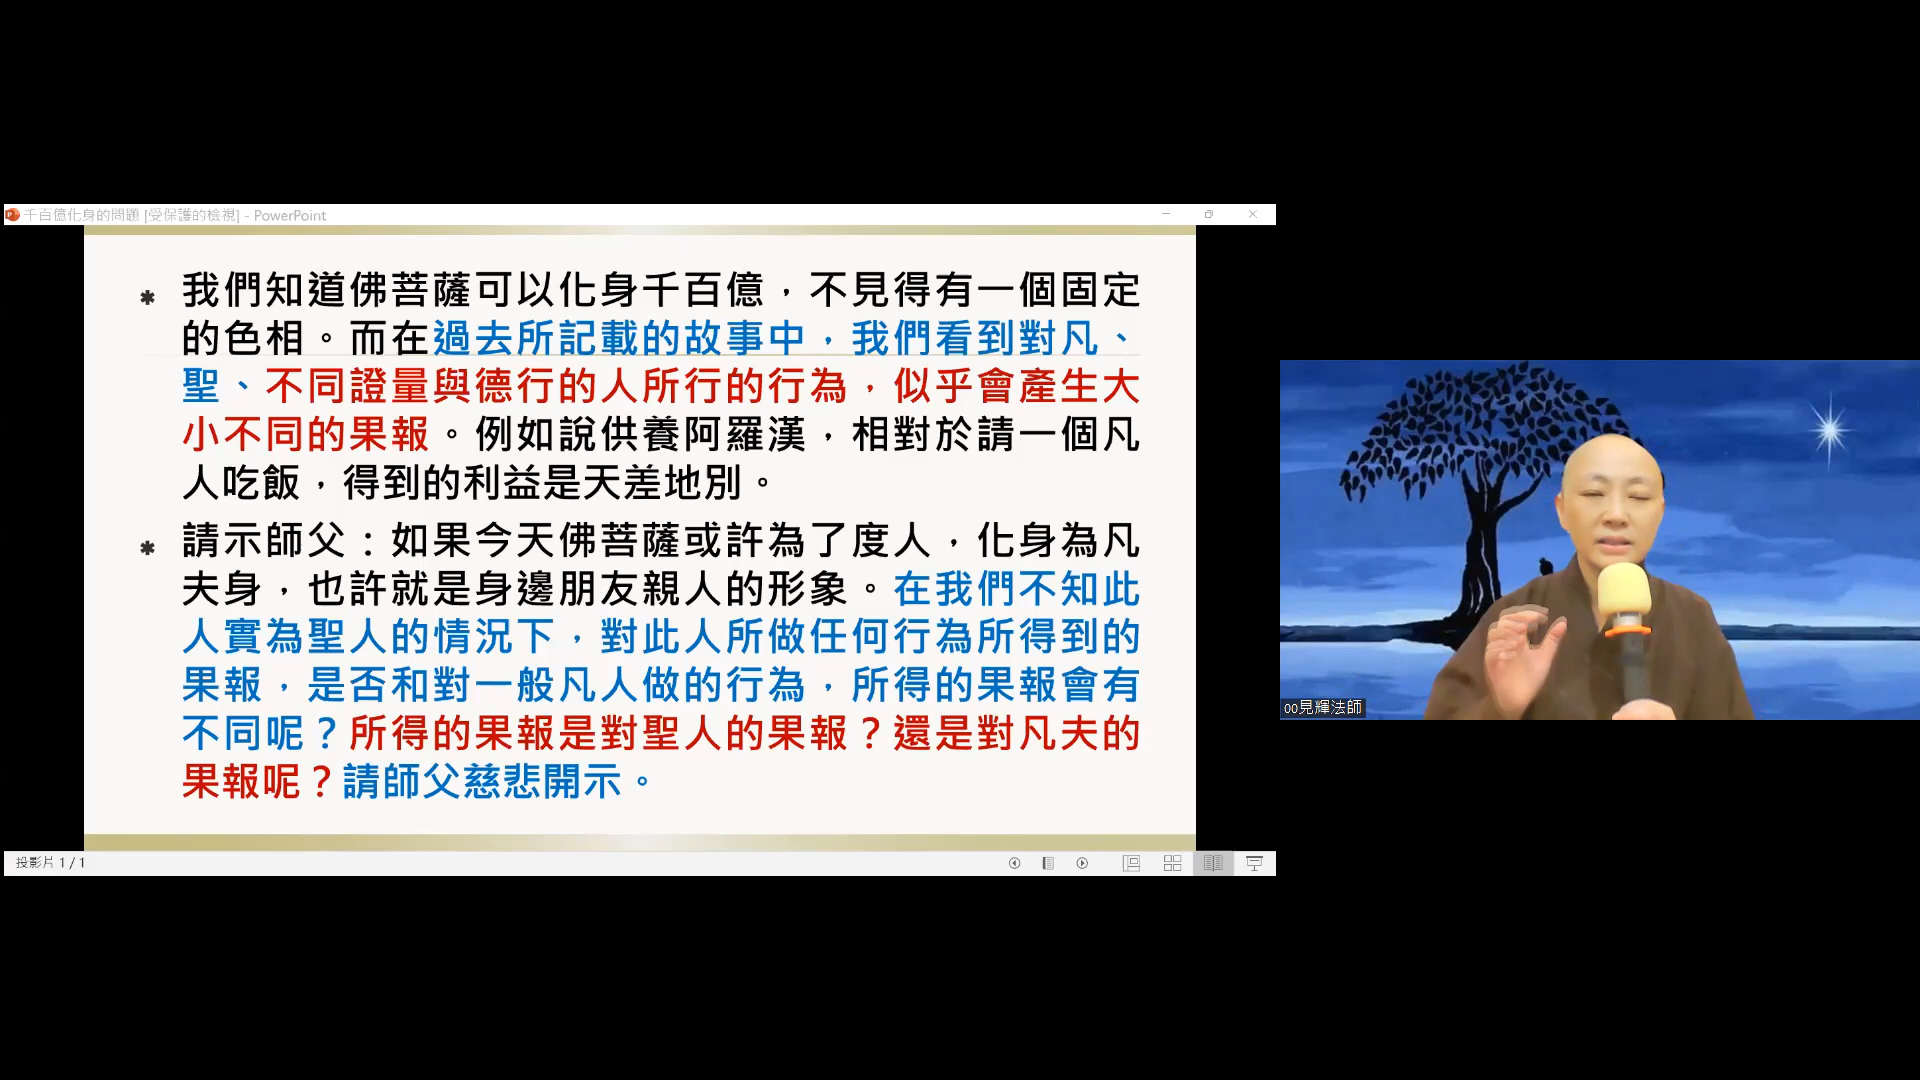 千百億化身的問題 [受保護的檢視] - PowerPoint
* 我們知道佛菩薩可以化身千百億，不見得有一個固定
的色相。而在過去所記載的故事中，我們看到對凡、
聖、不同證量與德行的人所行的行為，似乎會產生大
小不同的果報。例如說供養阿羅漢，相對於請一個凡
人吃飯，得到的利益是天差地別。
* 請示師父：如果今天佛菩薩或許為了度人，化身為凡
夫身，也許就是身邊朋友親人的形象。在我們不知此
人實為聖人的情況下，對此人所做任何行為所得到的
果報，是否和對一般凡人做的行為，所得的果報會有
不同呢？所得的果報是對聖人的果報？還是對凡夫的
果報呢？請師父慈悲開示。
投影片 1 / 1
00見輝法師